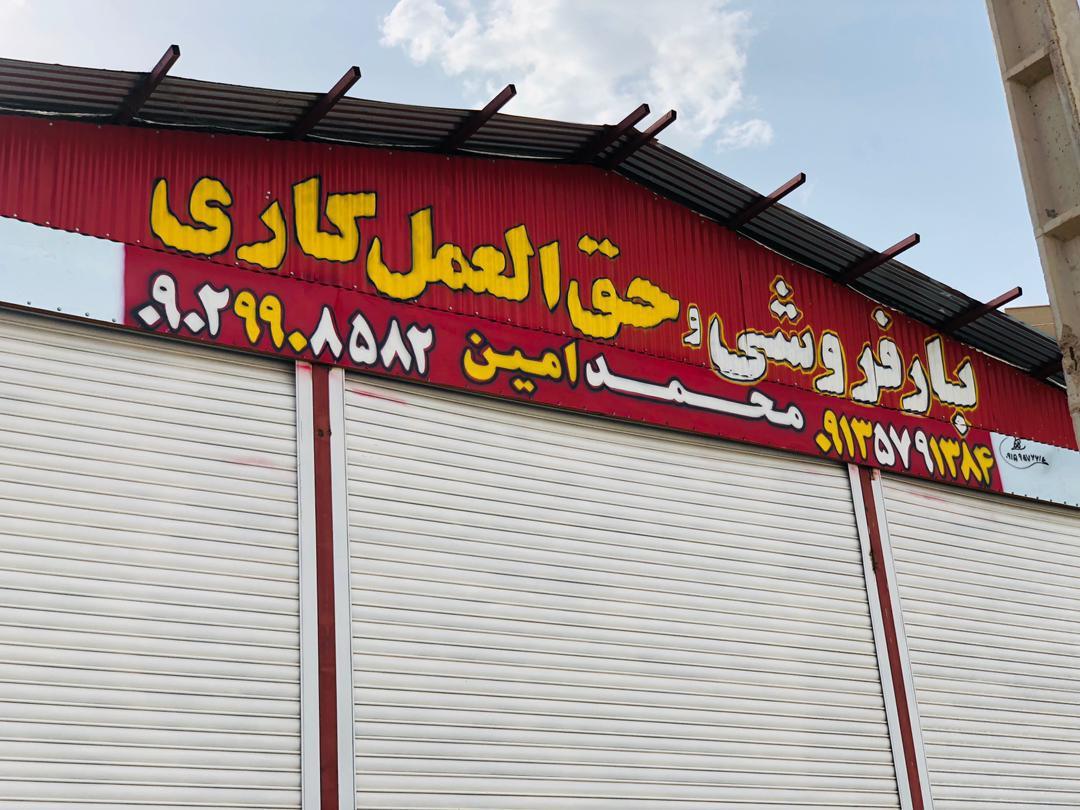 بارفروشی و حق العمل کاری
۰۹۱۳۵۷۹۱۳۸۴ محمد امین ۰۹۰۲۹۹۰۸۵۸۲